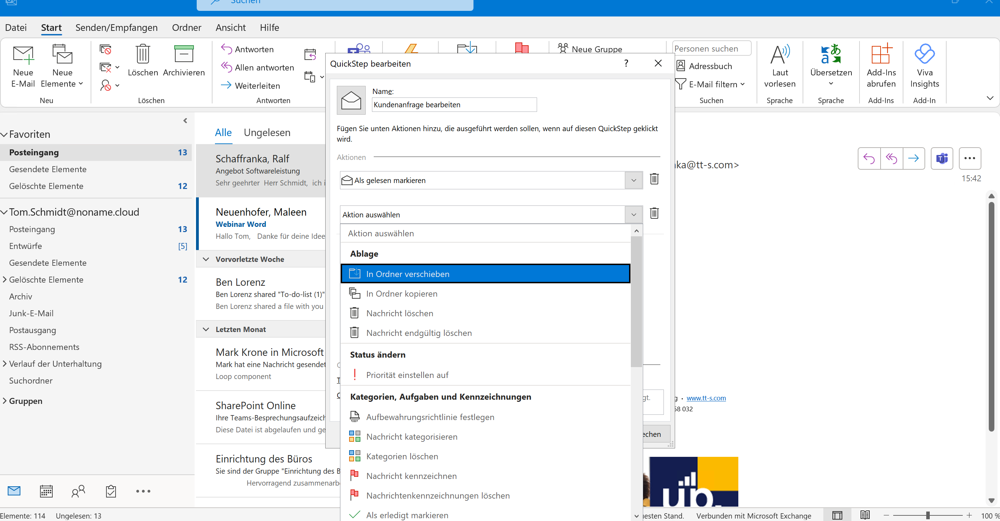 Suchen
Datei
Start
Senden/Empfangen
Ordner
Ansicht
Hilfe
Neue
E-Mail
Neue
Elemente
Neu
Löschen
Archivieren
Löschen
Antworten
Allen antworten
Weiterleiten
Antworten
Neue Gruppe
Personen suchen
Adressbuch
E-Mail filtern
Suchen
Laut
vorlesen
Sprache
Übersetzen
Sprache
Add-Ins
abrufen
Add-Ins
Viva
Insights
Add-In
Favoriten
Posteingang 13
Gesendete Elemente
Gelöschte Elemente 12
Tom.Schmidt@noname.cloud
Posteingang 13
Entwürfe [5]
Gesendete Elemente
Gelöschte Elemente 12
Archiv
Junk-E-Mail
Postausgang
RSS-Abonnements
Verlauf der Unterhaltung
Suchordner
Gruppen
Alle Ungelesen
Schaffranka, Ralf
Angebot Softwareleistung
Sehr geehrter Herr Schmidt, ich i
Neuenhofer, Maleen
Webinar Word
Hallo Tom, Danke für deine Idee
Vorvorletzte Woche
Ben Lorenz
Ben Lorenz shared "To-do-list (1)"
Ben Lorenz shared a file with you
Letzten Monat
Mark Krone in Microsoft
Mark hat eine Nachricht gesendet
Loop component
SharePoint Online
Ihre Teams-Besprechungsaufzeich
Diese Datei ist abgelaufen und ge
Einrichtung des Büros
Sie sind der Gruppe "Einrichtung des B
Hervorragend zusammenarbe
QuickStep bearbeiten ?
Name:
Kundenanfrage bearbeiten
Fügen Sie unten Aktionen hinzu, die ausgeführt werden sollen, wenn auf diesen QuickStep geklickt
wird.
Aktionen
Als gelesen markieren
Aktion auswählen
Aktion auswählen
Ablage
In Ordner verschieben
In Ordner kopieren
Nachricht löschen
Nachricht endgültig löschen
Status ändern
Priorität einstellen auf
Kategorien, Aufgaben und Kennzeichnungen
Aufbewahrungsrichtlinie festlegen
Nachricht kategorisieren
Kategorien löschen
Nachricht kennzeichnen
Nachrichtenkennzeichnungen löschen
Als erledigt markieren
gt.
echen
ka@tt-s.com>
15:42
g · www.tt-s.com
58 032
uib.
Elemente: 114 Ungelesen: 13
uesten Stand. Verbunden mit Microsoft Exchange
100 %